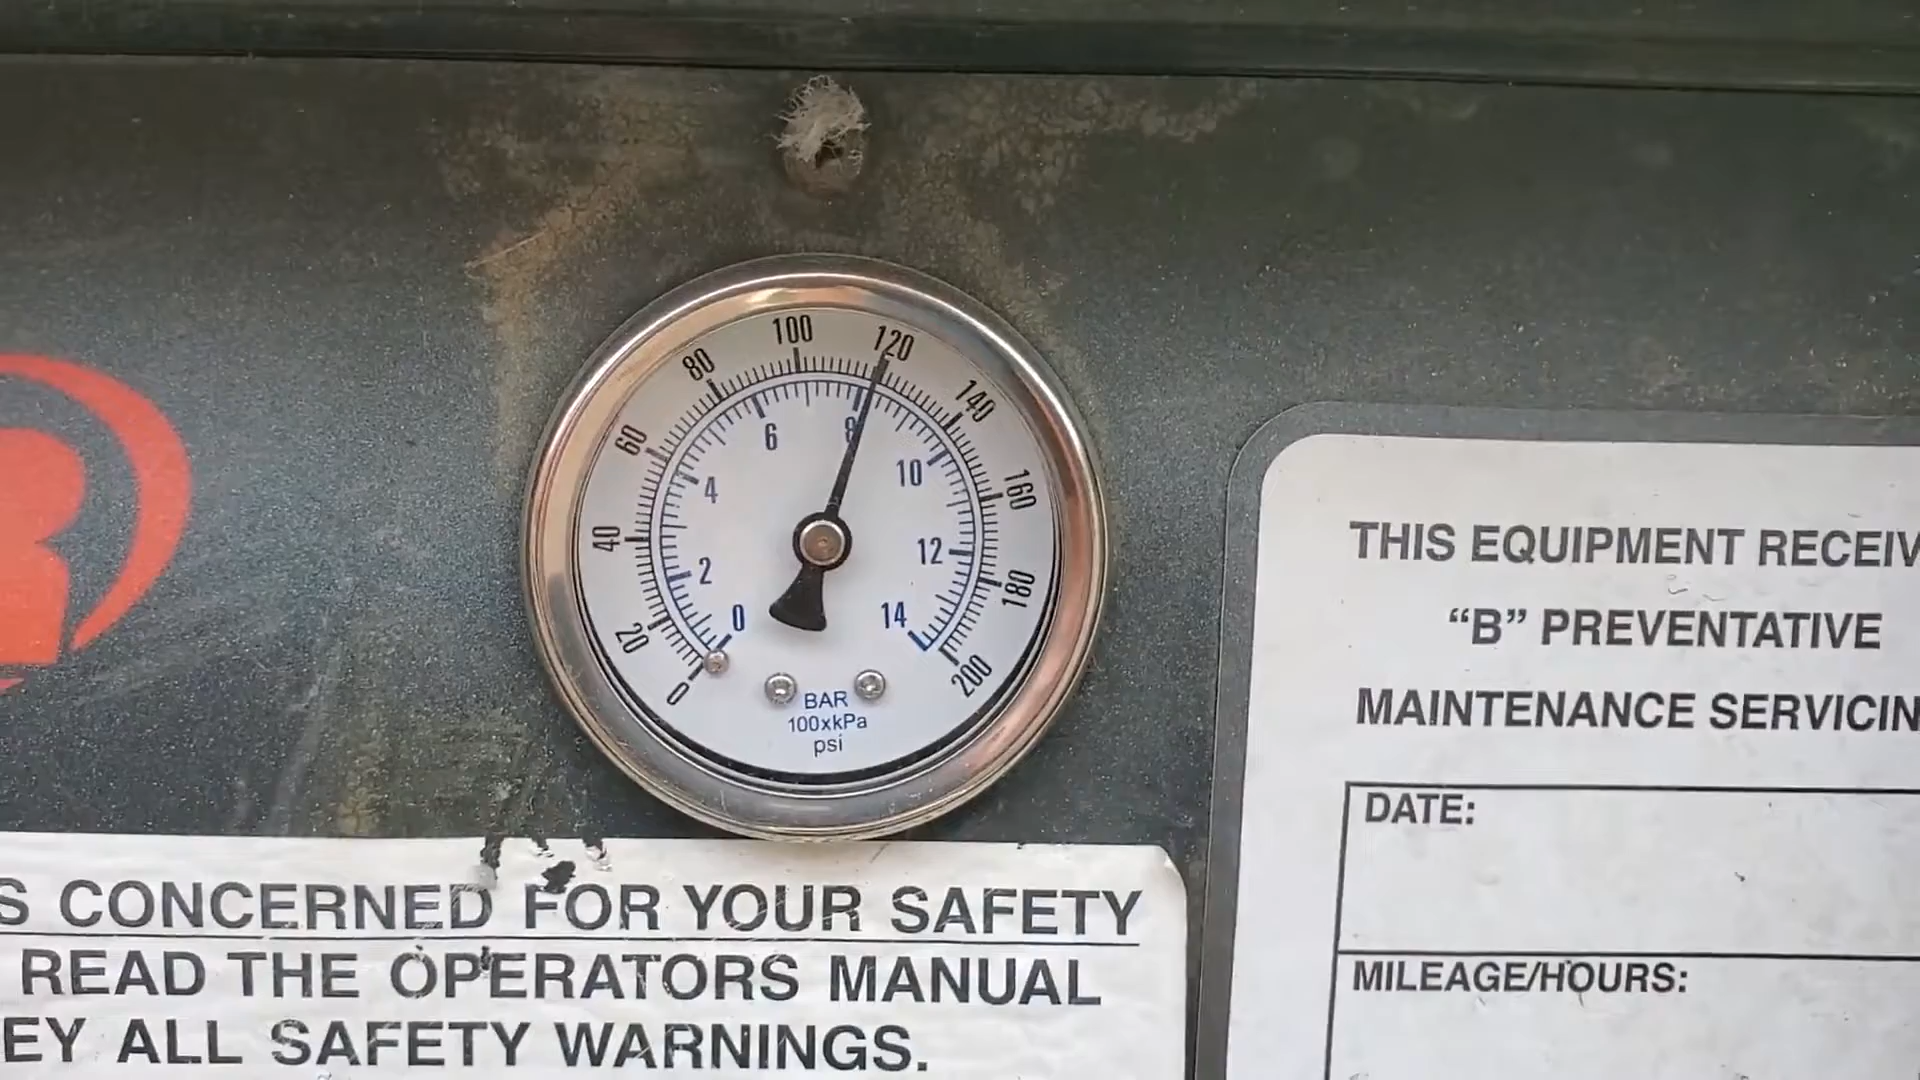 100
120
80
140
60
160
40
180
20
200
0
6
8
4
10
2
12
0
14
BAR
100xkPa
psi
THIS EQUIPMENT RECEIV
“B” PREVENTATIVE
MAINTENANCE SERVICIN
DATE:
MILEAGE/HOURS:
S CONCERNED FOR YOUR SAFETY
READ THE OPERATORS MANUAL
EY ALL SAFETY WARNINGS.